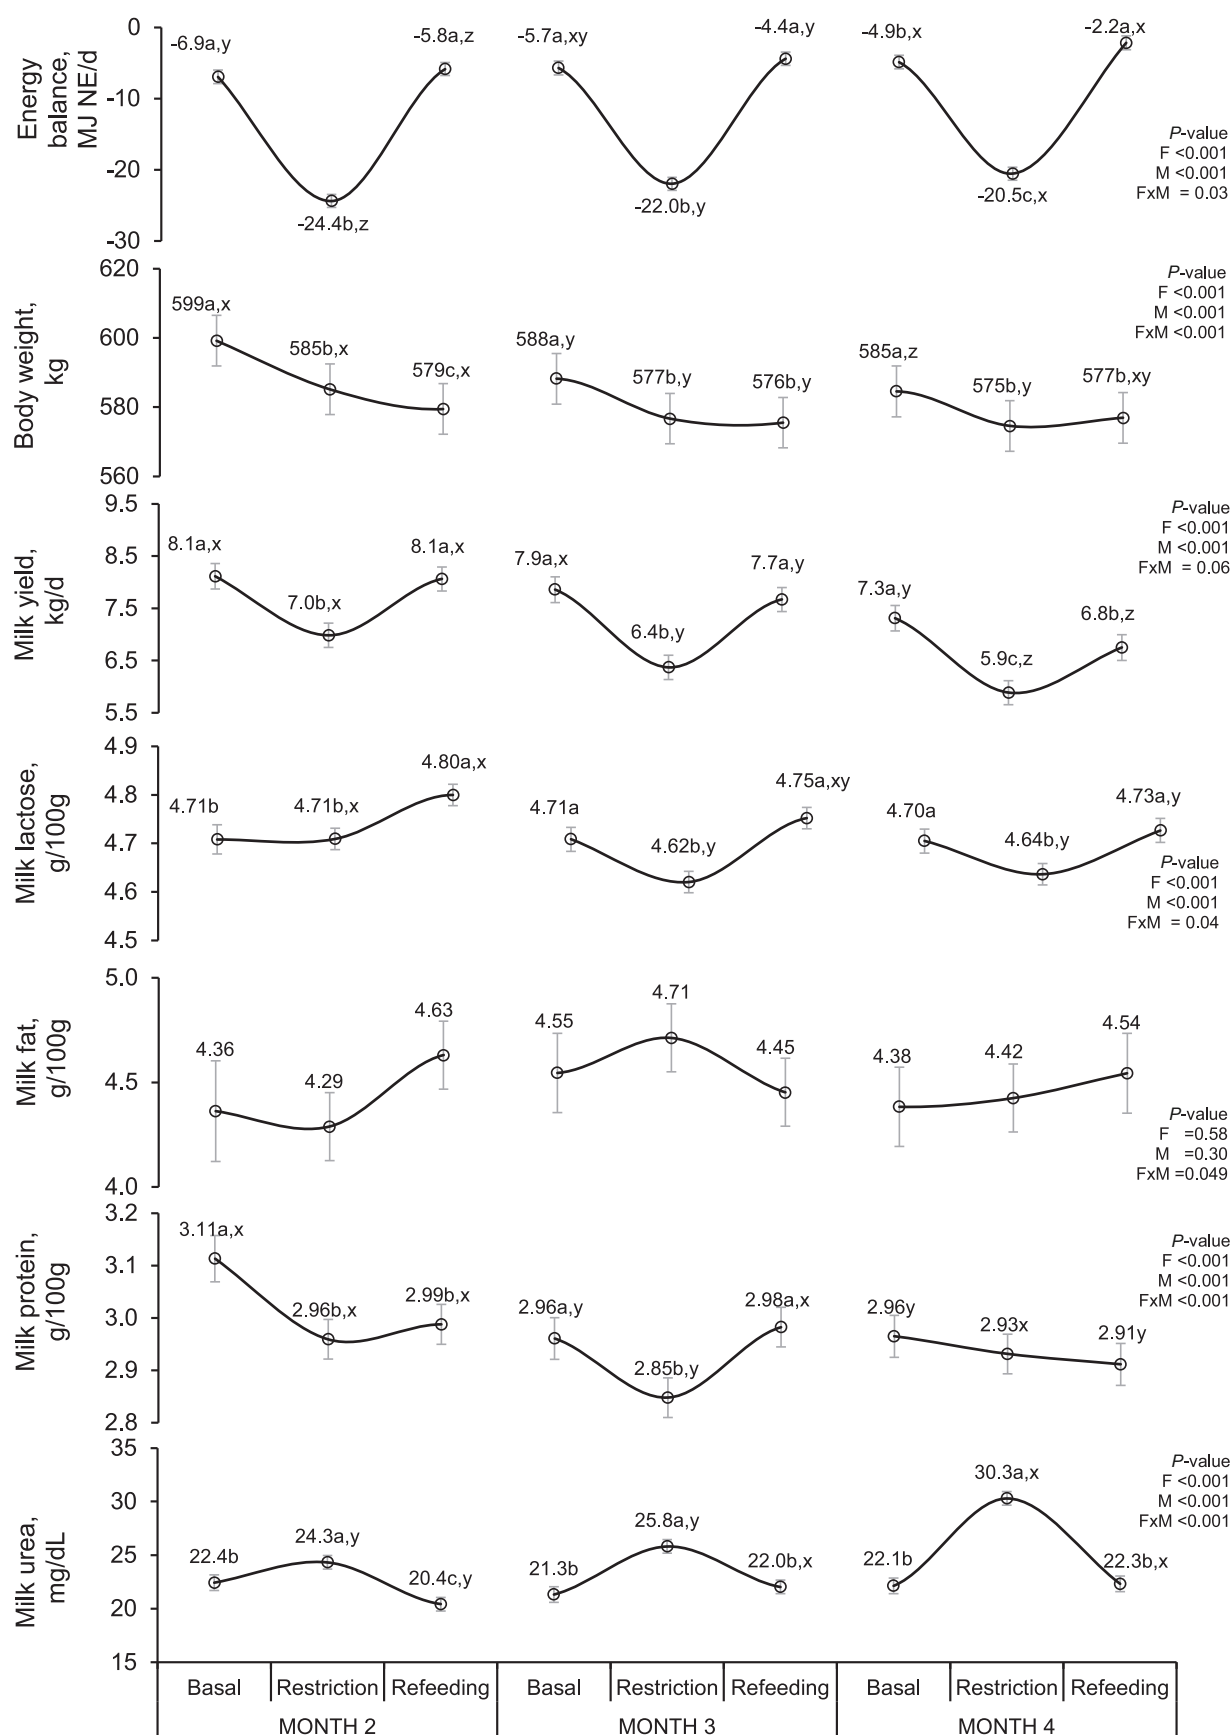 Energy
balance,
MJ NE/d
0
-10
-20
-30
-6.9a,y
-24.4b,z
-5.8a,z
-5.7a,xy
-22.0b,y
-4.4a,y
-4.9b,x
-20.5c,x
-2.2a,x
P-value
F <0.001
M <0.001
FxM = 0.03
Body weight,
kg
620
600
580
560
599a,x
585b,x
579c,x
588a,y
577b,y
576b,y
585a,z
575b,y
577b,xy
P-value
F <0.001
M <0.001
FxM <0.001
Milk yield,
kg/d
9.5
8.5
7.5
6.5
5.5
8.1a,x
7.0b,x
8.1a,x
7.9a,x
6.4b,y
7.7a,y
7.3a,y
5.9c,z
6.8b,z
P-value
F <0.001
M <0.001
FxM = 0.06
Milk lactose,
g/100g
4.9
4.8
4.7
4.6
4.5
4.71b
4.71b,x
4.80a,x
4.71a
4.62b,y
4.75a,xy
4.70a
4.64b,y
4.73a,y
P-value
F <0.001
M <0.001
FxM = 0.04
Milk fat,
g/100g
5.0
4.5
4.0
4.36
4.29
4.63
4.55
4.71
4.45
4.38
4.42
4.54
P-value
F =0.58
M =0.30
FxM =0.049
Milk protein,
g/100g
3.2
3.1
3.0
2.9
2.8
3.11a,x
2.96b,x
2.99b,x
2.96a,y
2.85b,y
2.98a,x
2.96y
2.93x
2.91y
P-value
F <0.001
M <0.001
FxM <0.001
Milk urea,
mg/dL
35
30
25
20
15
22.4b
24.3a,y
20.4c,y
21.3b
25.8a,y
22.0b,x
22.1b
30.3a,x
22.3b,x
P-value
F <0.001
M <0.001
FxM <0.001
Basal Restriction Refeeding Basal Restriction Refeeding Basal Restriction Refeeding
MONTH 2 MONTH 3 MONTH 4